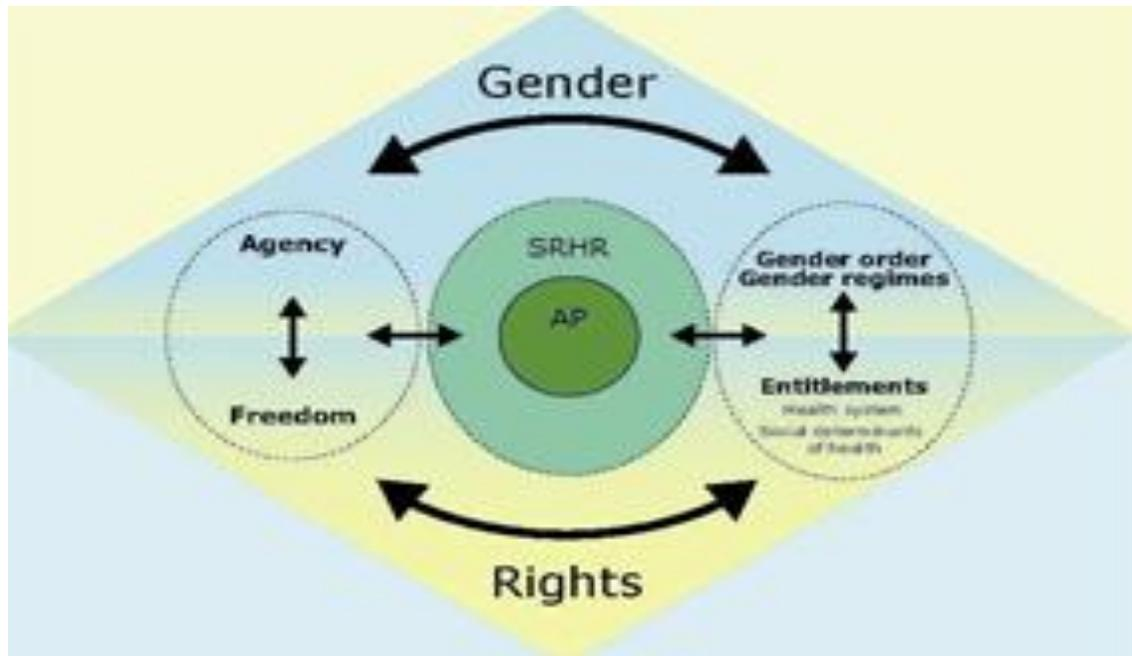 Gender
Agency
Freedom
SRHR
AP
Gender order
Gender regimes
Entitlements
Health system
Social determinants
of health
Rights